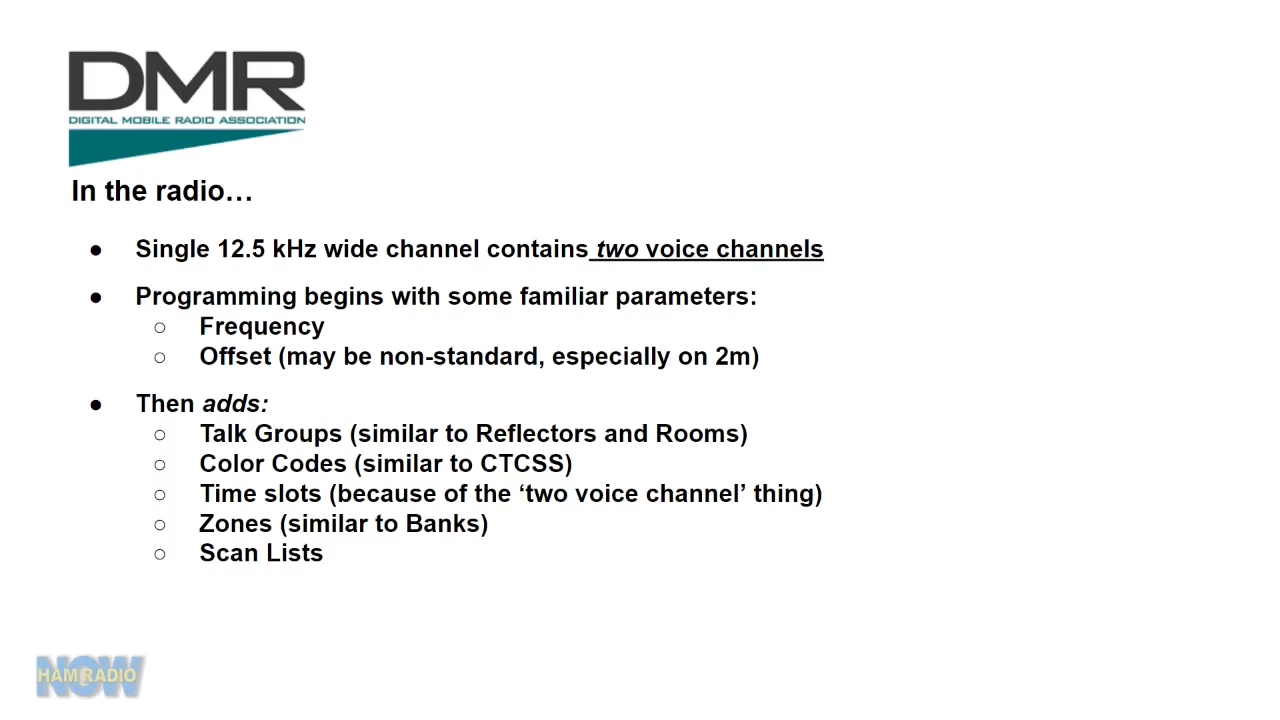 DMR
DIGITAL MOBILE RADIO ASSOCIATION
In the radio…
● Single 12.5 kHz wide channel contains two voice channels
● Programming begins with some familiar parameters:
○ Frequency
○ Offset (may be non-standard, especially on 2m)
● Then adds:
○ Talk Groups (similar to Reflectors and Rooms)
○ Color Codes (similar to CTCSS)
○ Time slots (because of the ‘two voice channel’ thing)
○ Zones (similar to Banks)
○ Scan Lists
HAM RADIO
NOW